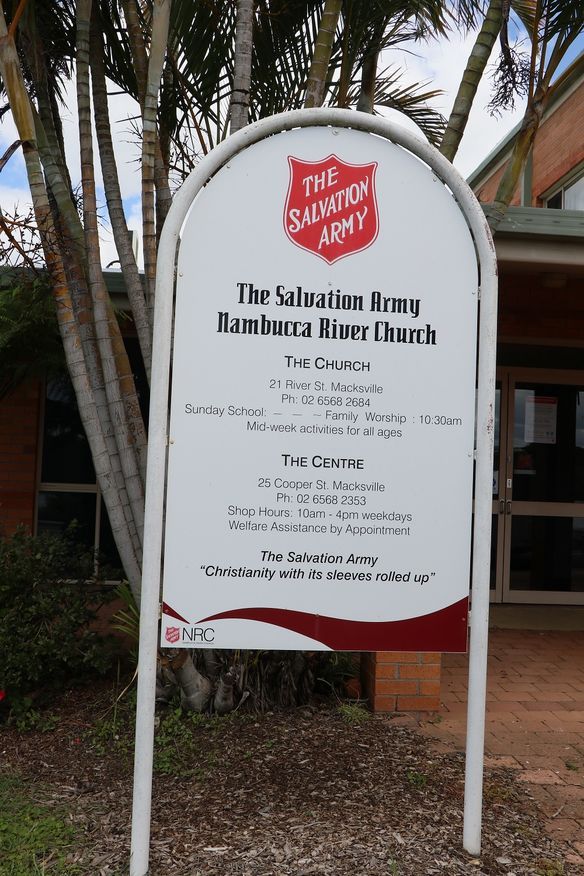 THE
SALVATION
ARMY
The Salvation Army
Nambucca River Church
THE CHURCH
21 River St. Macksville
Ph: 02 6568 2684
Sunday School: — — ~ Family Worship : 10:30am
Mid-week activities for all ages
THE CENTRE
25 Cooper St. Macksville
Ph: 02 6568 2353
Shop Hours: 10am - 4pm weekdays
Welfare Assistance by Appointment
The Salvation Army
“Christianity with its sleeves rolled up”
NRC